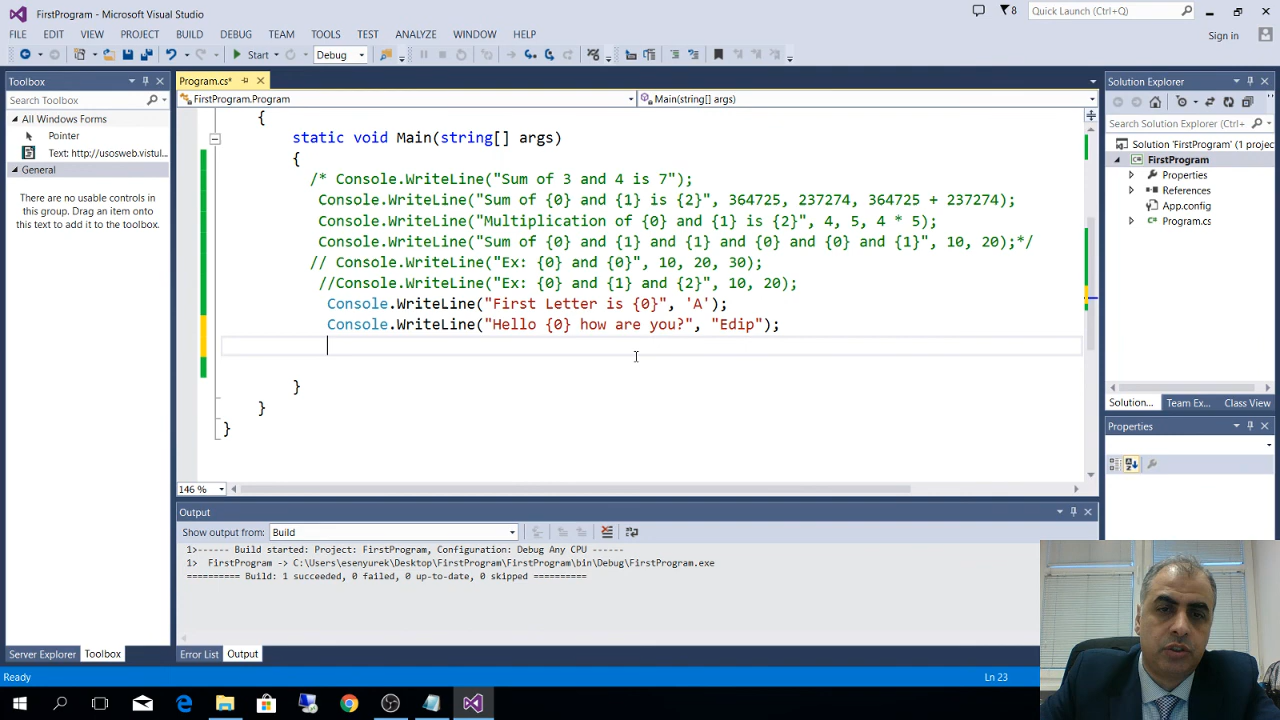 FirstProgram - Microsoft Visual Studio
8
Quick Launch (Ctrl+Q)
FILE EDIT VIEW PROJECT BUILD DEBUG TEAM TOOLS TEST ANALYZE WINDOW HELP
Sign in
Start Debug
Toolbox
Search Toolbox
All Windows Forms
Pointer
Text: http://usosweb.vistul...
General
There are no usable controls in
this group. Drag an item onto
this text to add it to the toolbox.
Program.cs*
FirstProgram.Program
Main(string[] args)
{
static void Main(string[] args)
{
/* Console.WriteLine("Sum of 3 and 4 is 7");
Console.WriteLine("Sum of {0} and {1} is {2}", 364725, 237274, 364725 + 237274);
Console.WriteLine("Multiplication of {0} and {1} is {2}", 4, 5, 4 * 5);
Console.WriteLine("Sum of {0} and {1} and {1} and {0} and {0} and {1}", 10, 20);*/
// Console.WriteLine("Ex: {0} and {0}", 10, 20, 30);
//Console.WriteLine("Ex: {0} and {1} and {2}", 10, 20);
Console.WriteLine("First Letter is {0}", 'A');
Console.WriteLine("Hello {0} how are you?", "Edip");
}
}
}
146 %
Solution Explorer
Search Solution Explorer (Ctrl+
Solution 'FirstProgram' (1 projec
FirstProgram
Properties
References
App.config
Program.cs
Solution... Team Ex... Class View
Properties
Output
Show output from: Build
1>------ Build started: Project: FirstProgram, Configuration: Debug Any CPU ------
1> FirstProgram -> C:\Users\esenyurek\Desktop\FirstProgram\FirstProgram\bin\Debug\FirstProgram.exe
========== Build: 1 succeeded, 0 failed, 0 up-to-date, 0 skipped ==========
Server Explorer Toolbox
Error List Output
Ready
Ln 23